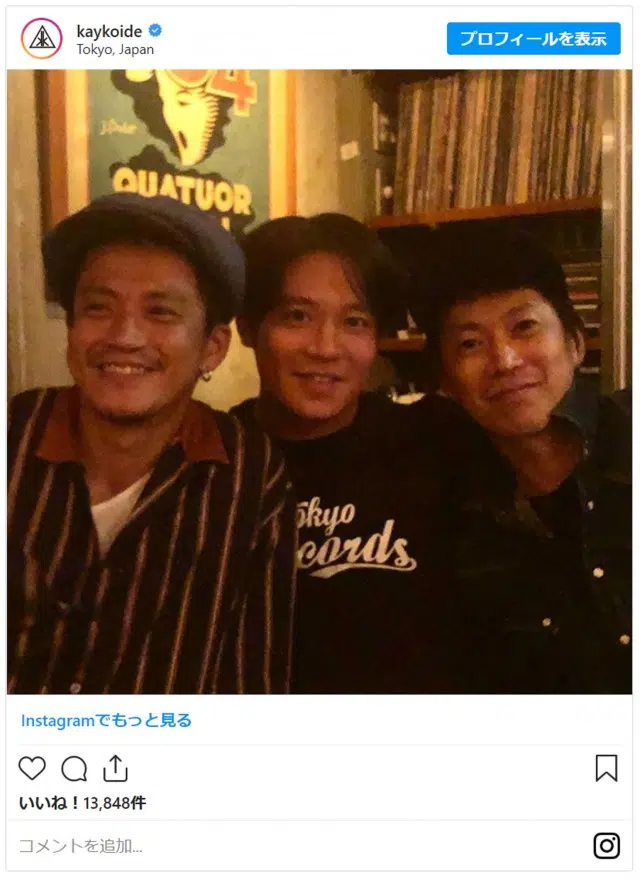 kaykoide
Tokyo, Japan
プロフィールを表示
J. Dudar
QUATUOR
okyo
cords
Instagramでもっと見る
いいね！13,848件
コメントを追加...